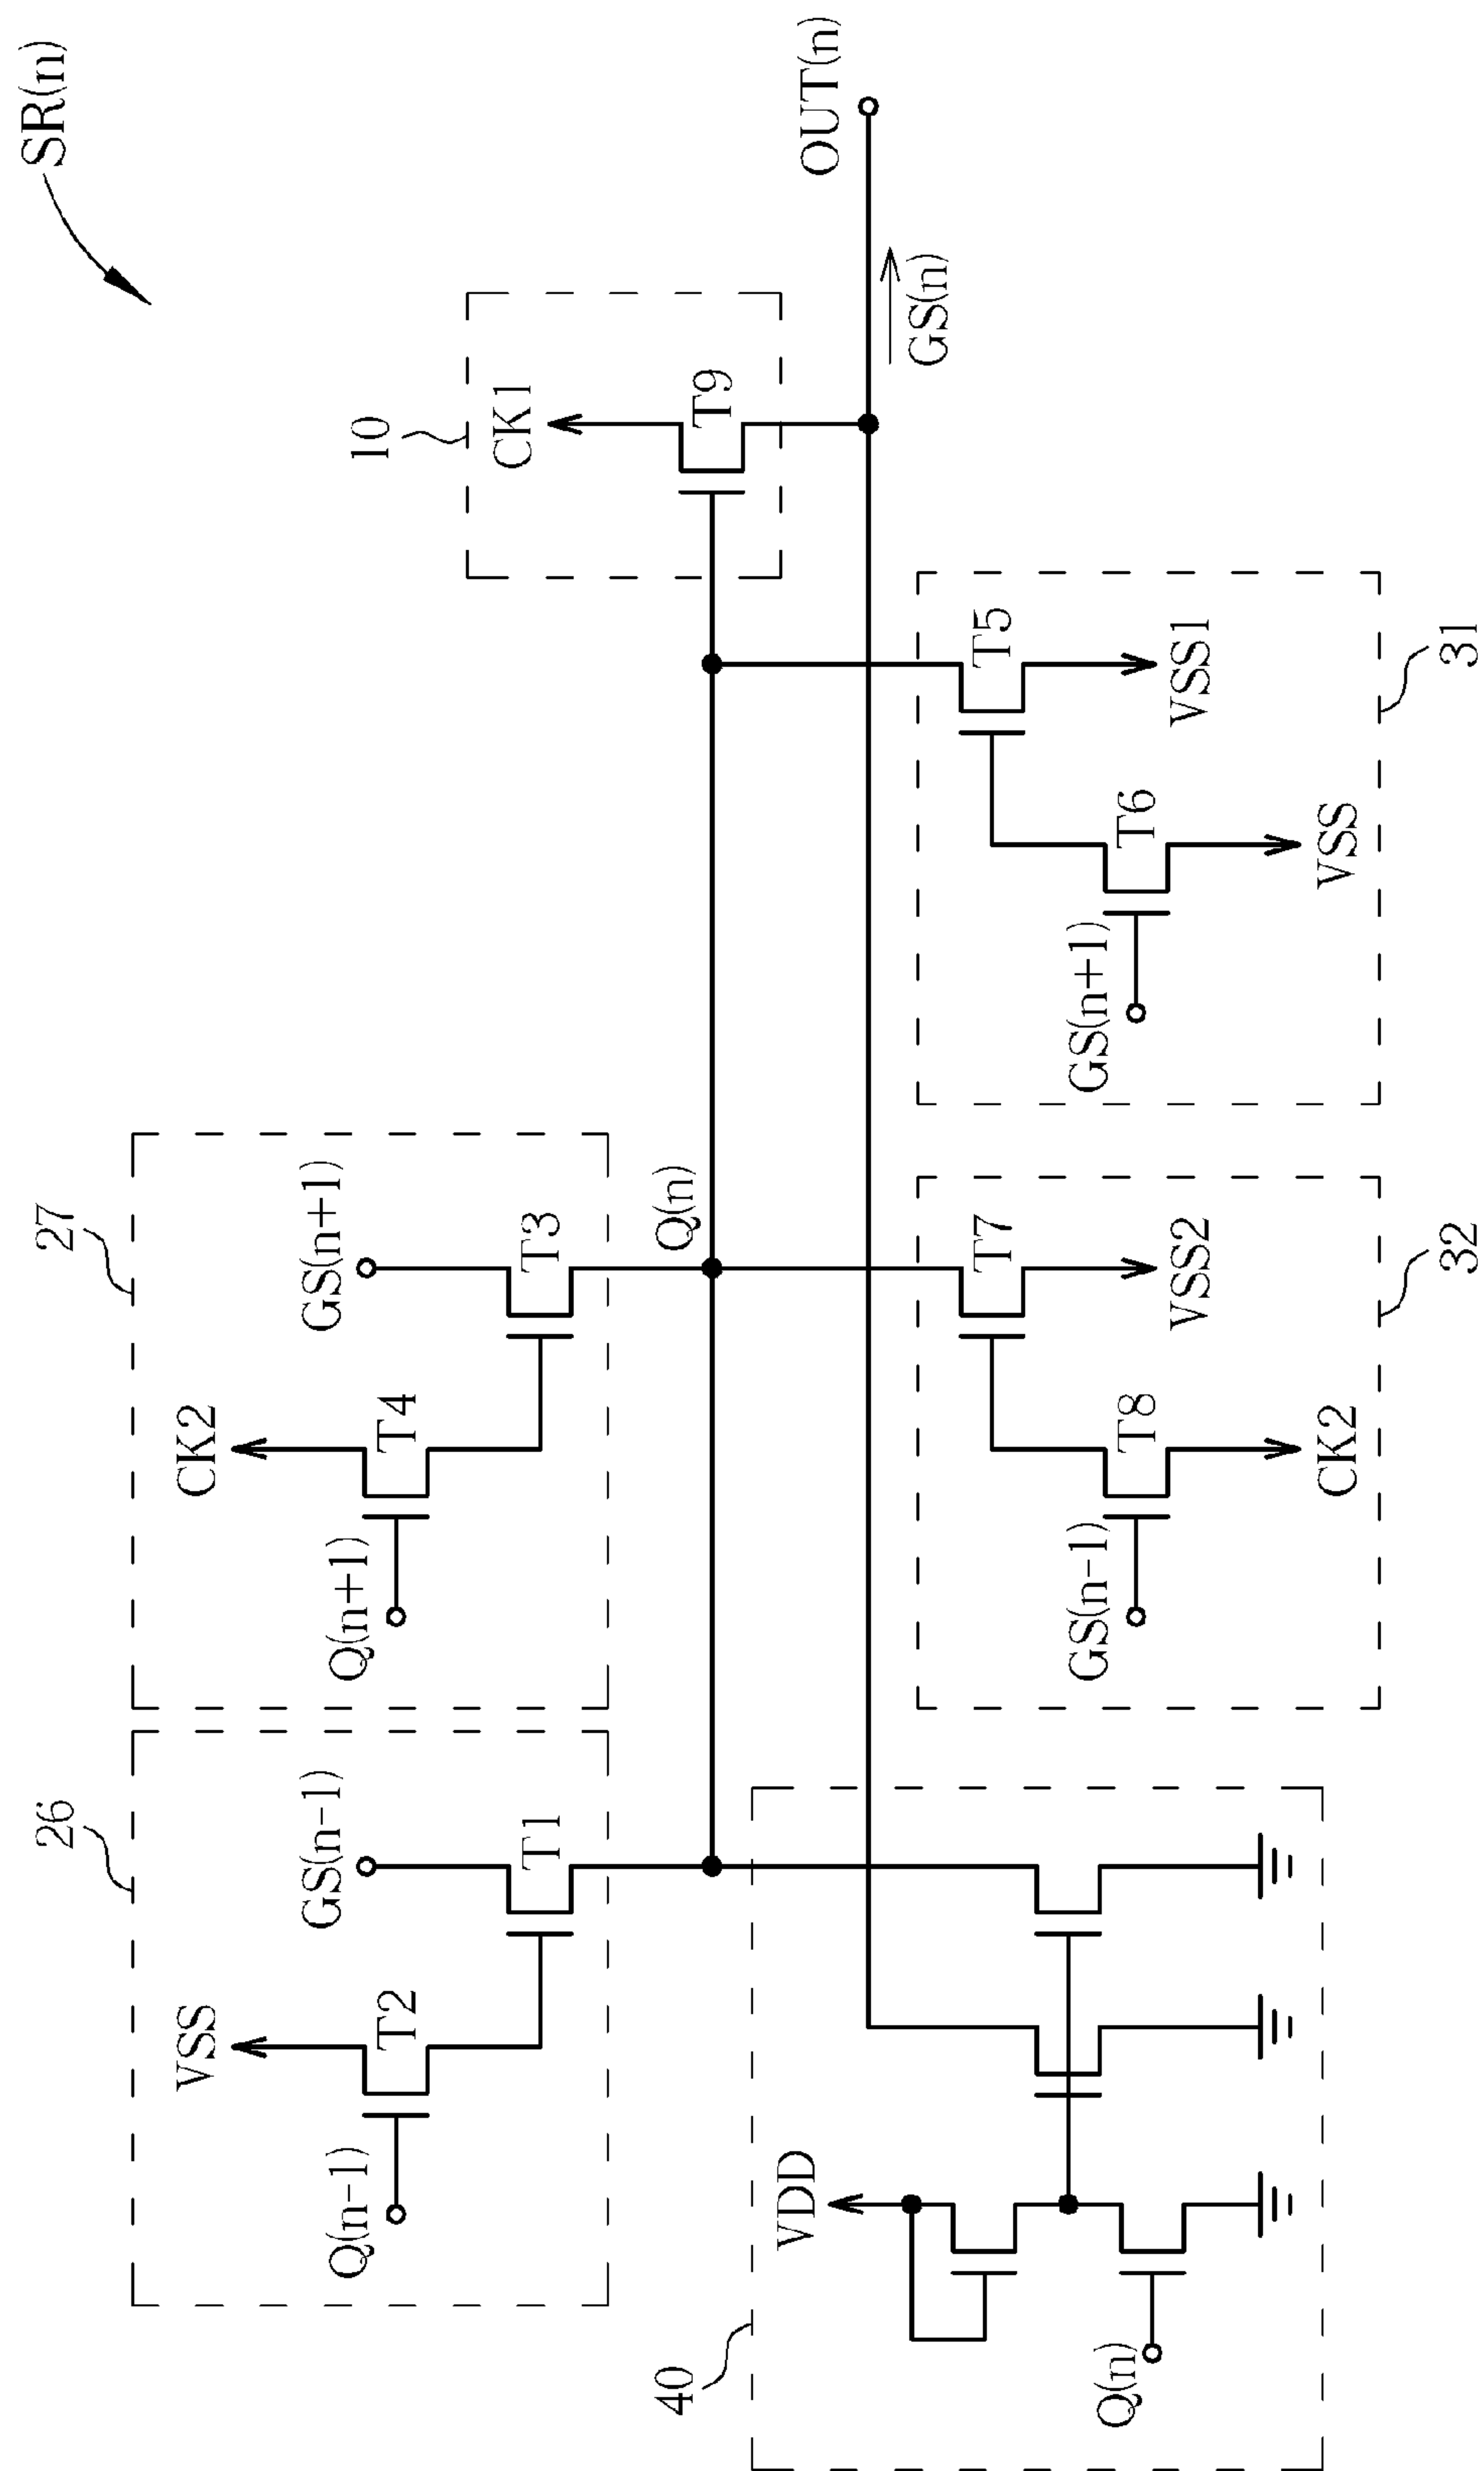 SR(n)
26
27
VSS
CK2
GS(n-1)
GS(n+1)
Q(n-1)
Q(n+1)
10
T2
T4
CK1
T1
T3
40
Q(n)
T9
VDD
OUT(n)
GS(n)
T7
T5
GS(n-1)
GS(n+1)
Q(n)
T8
T6
VSS2
VSS1
CK2
VSS
32
31